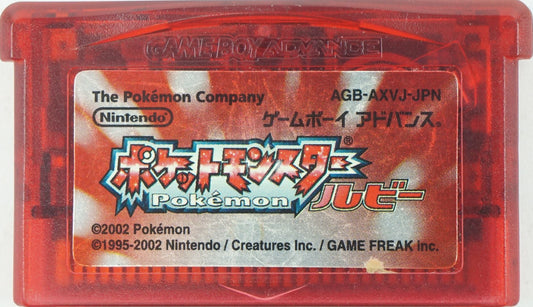 GAME BOY ADVANCE
The Pokémon Company AGB-AXVJ-JPN
Nintendo ゲームボーイ アドバンス®
ポケットモンスター®
Pokémon ルビー
©2002 Pokémon
©1995-2002 Nintendo / Creatures Inc. / GAME FREAK inc.